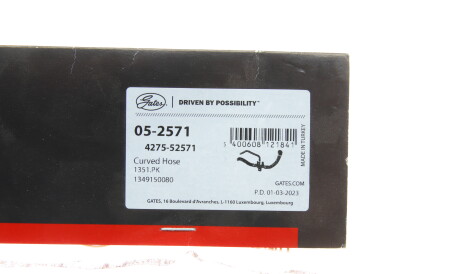 Gates
DRIVEN BY POSSIBILITY™
05-2571
4275-52571
Curved Hose
1351.PK
1349150080
5400608121841
MADE IN TURKEY
GATES.COM
P.D. 01-03-2023
GATES, 16 Boulevard d'Avranches, L-1160 Luxembourg, Luxembourg